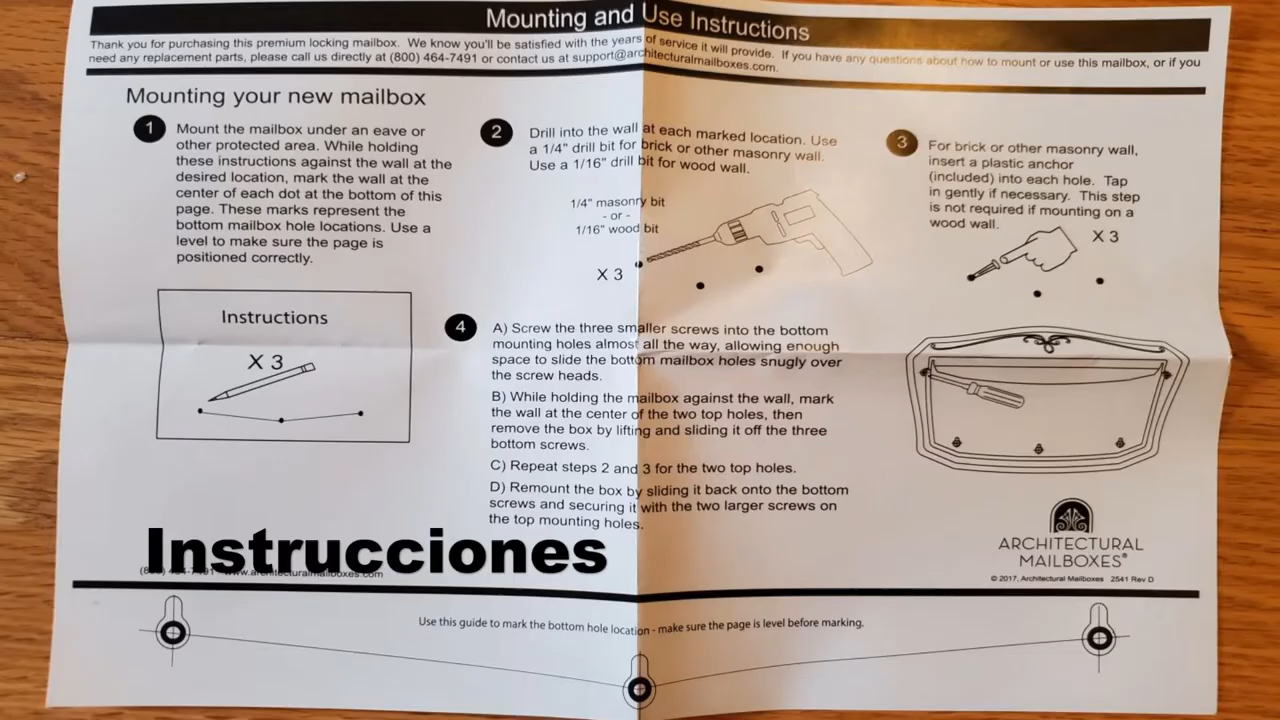 Mounting and Use Instructions
Thank you for purchasing this premium locking mailbox. We know you'll be satisfied with the years of service it will provide. If you have any questions about how to mount or use this mailbox, or if you
need any replacement parts, please call us directly at (800) 464-7491 or contact us at support@architecturalmailboxes.com.
Mounting your new mailbox
1
Mount the mailbox under an eave or
other protected area. While holding
these instructions against the wall at the
desired location, mark the wall at the
center of each dot at the bottom of this
page. These marks represent the
bottom mailbox hole locations. Use a
level to make sure the page is
positioned correctly.
Instructions
X 3
2
Drill into the wall at each marked location. Use
a 1/4" drill bit for brick or other masonry wall.
Use a 1/16" drill bit for wood wall.
1/4" masonry bit
- or -
1/16" wood bit
X 3
3
For brick or other masonry wall,
insert a plastic anchor
(included) into each hole. Tap
in gently if necessary. This step
is not required if mounting on a
wood wall.
X 3
4
A) Screw the three smaller screws into the bottom
mounting holes almost all the way, allowing enough
space to slide the bottom mailbox holes snugly over
the screw heads.
B) While holding the mailbox against the wall, mark
the wall at the center of the two top holes, then
remove the box by lifting and sliding it off the three
bottom screws.
C) Repeat steps 2 and 3 for the two top holes.
D) Remount the box by sliding it back onto the bottom
screws and securing it with the two larger screws on
the top mounting holes.
ARCHITECTURAL
MAILBOXES®
© 2017, Architectural Mailboxes 2541 Rev D
Instrucciones
(800) 464-7491 www.architecturalmailboxes.com
Use this guide to mark the bottom hole location - make sure the page is level before marking.